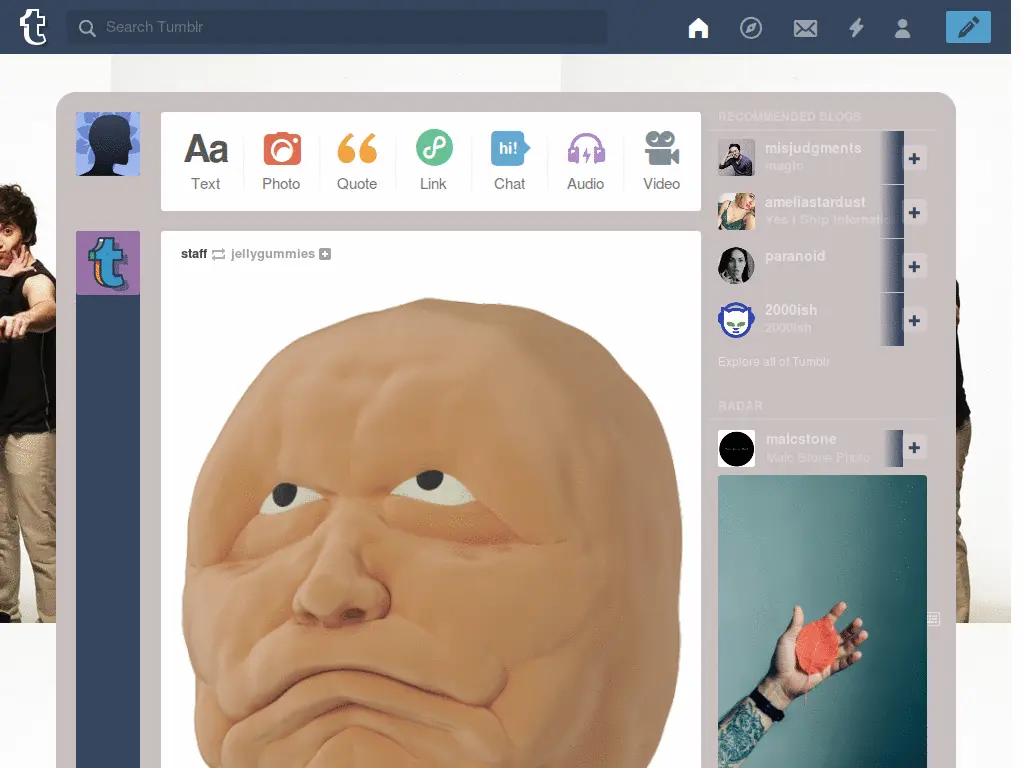 Search Tumblr
Aa
hi!
Text
Photo
Quote
Link
Chat
Audio
Video
staff jellygummies
RECOMMENDED BLOGS
misjudgments
magic
ameliastardust
Yes I Ship Internatio
paranoid
2000ish
2000ish
Explore all of Tumblr
RADAR
malcstone
Malc Stone Photo